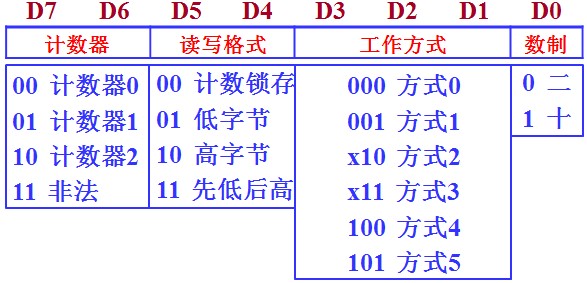 D7 D6 D5 D4 D3 D2 D1 D0
计数器 读写格式 工作方式 数制
00 计数器0 00 计数锁存 000 方式0 0 二
01 计数器1 01 低字节 001 方式1 1 十
10 计数器2 10 高字节 x10 方式2
11 非法 11 先低后高 x11 方式3
100 方式4
101 方式5